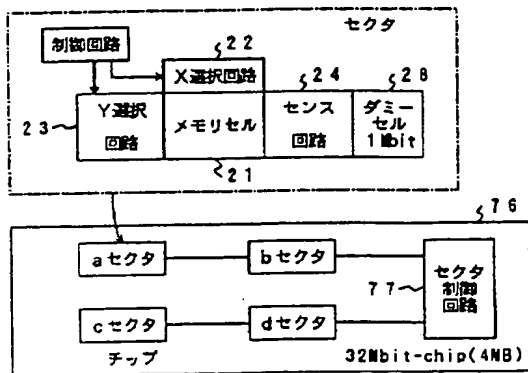 セクタ
制御回路
22
X選択回路
24
28
23
Y選択
回路
メモリセル
センス
回路
ダミー
セル
1Mbit
21
76
aセクタ
bセクタ
セクタ
制御
回路
77
cセクタ
dセクタ
チップ
32Mbit-chip(4MB)